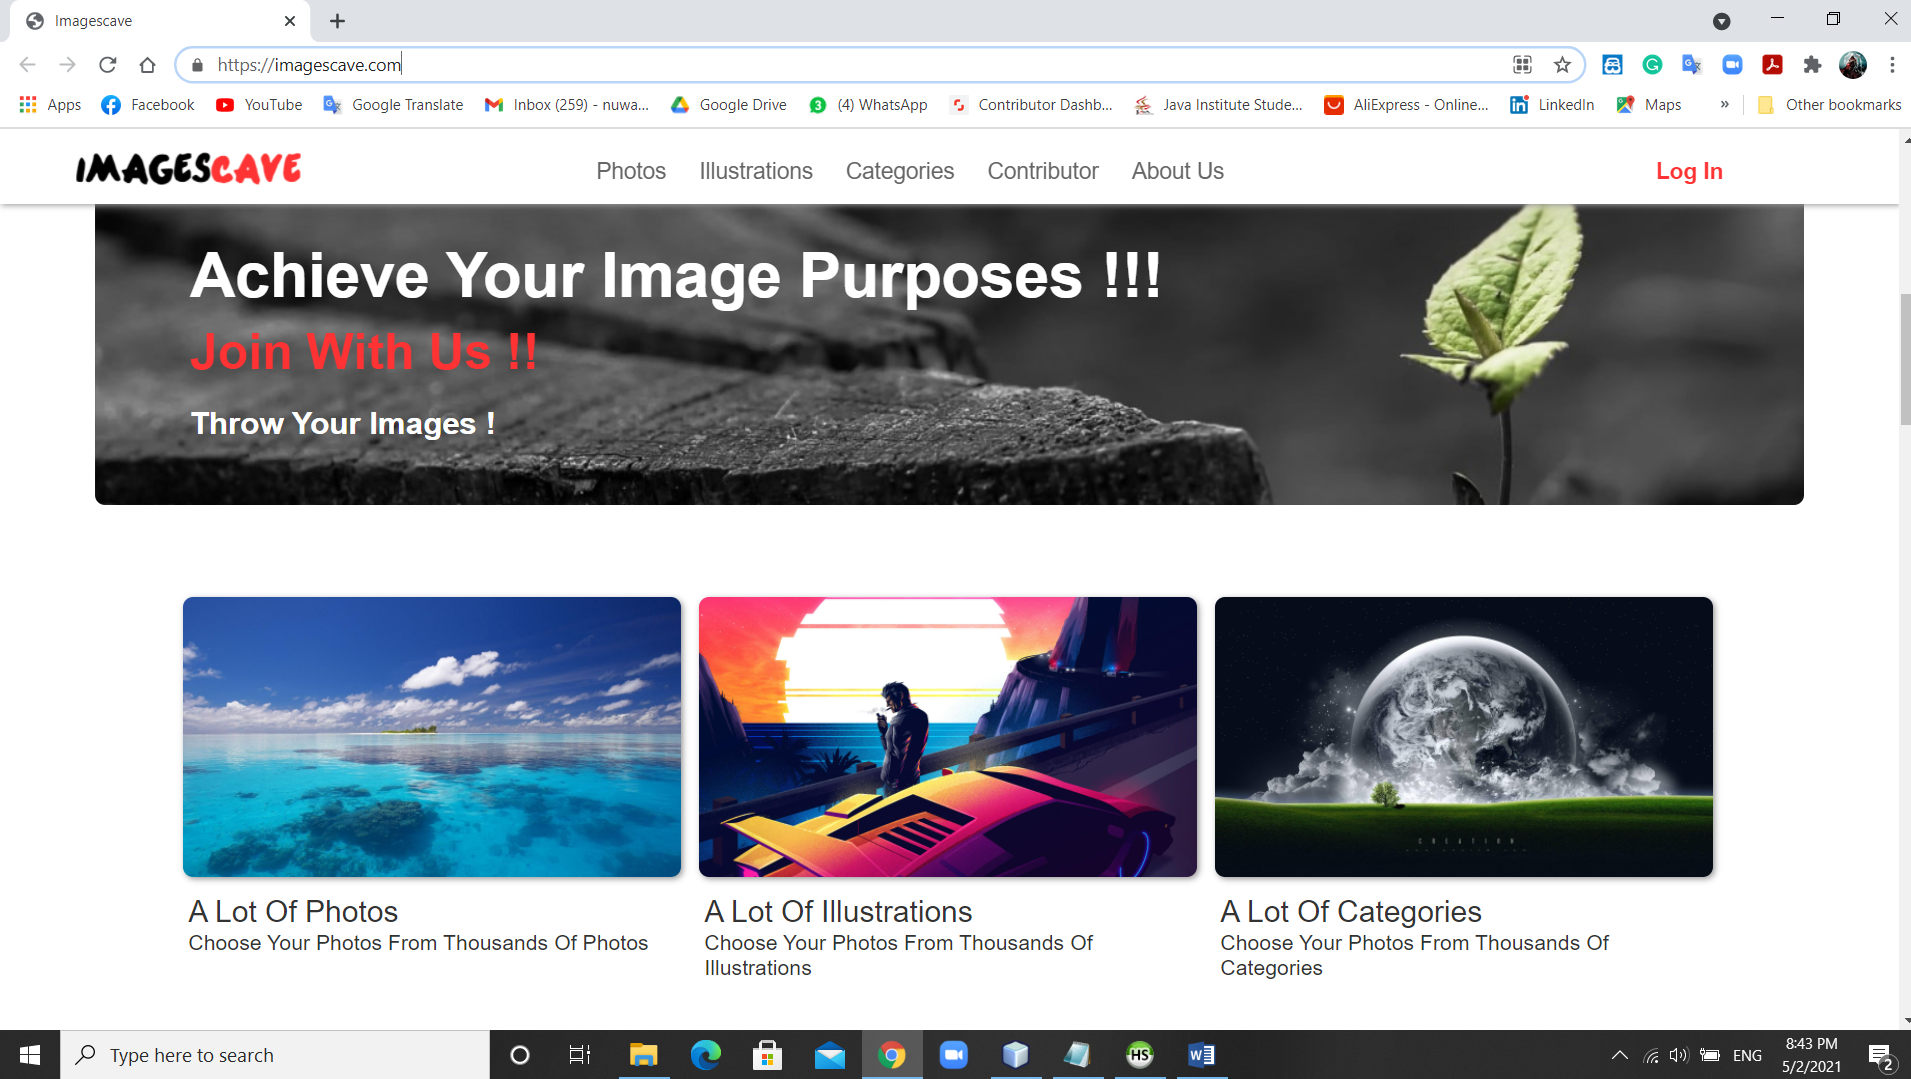 Imagescave
https://imagescave.com
Apps Facebook YouTube Google Translate Inbox (259) - nuwa... Google Drive (4) WhatsApp Contributor Dashb... Java Institute Stude... AliExpress - Online... LinkedIn Maps » Other bookmarks
IMAGESCAVE Photos Illustrations Categories Contributor About Us Log In
Achieve Your Image Purposes !!!
Join With Us !!
Throw Your Images !
CREATION
A Lot Of Photos
Choose Your Photos From Thousands Of Photos
A Lot Of Illustrations
Choose Your Photos From Thousands Of
Illustrations
A Lot Of Categories
Choose Your Photos From Thousands Of
Categories
Type here to search
HS
W
ENG
8:43 PM
5/2/2021
2